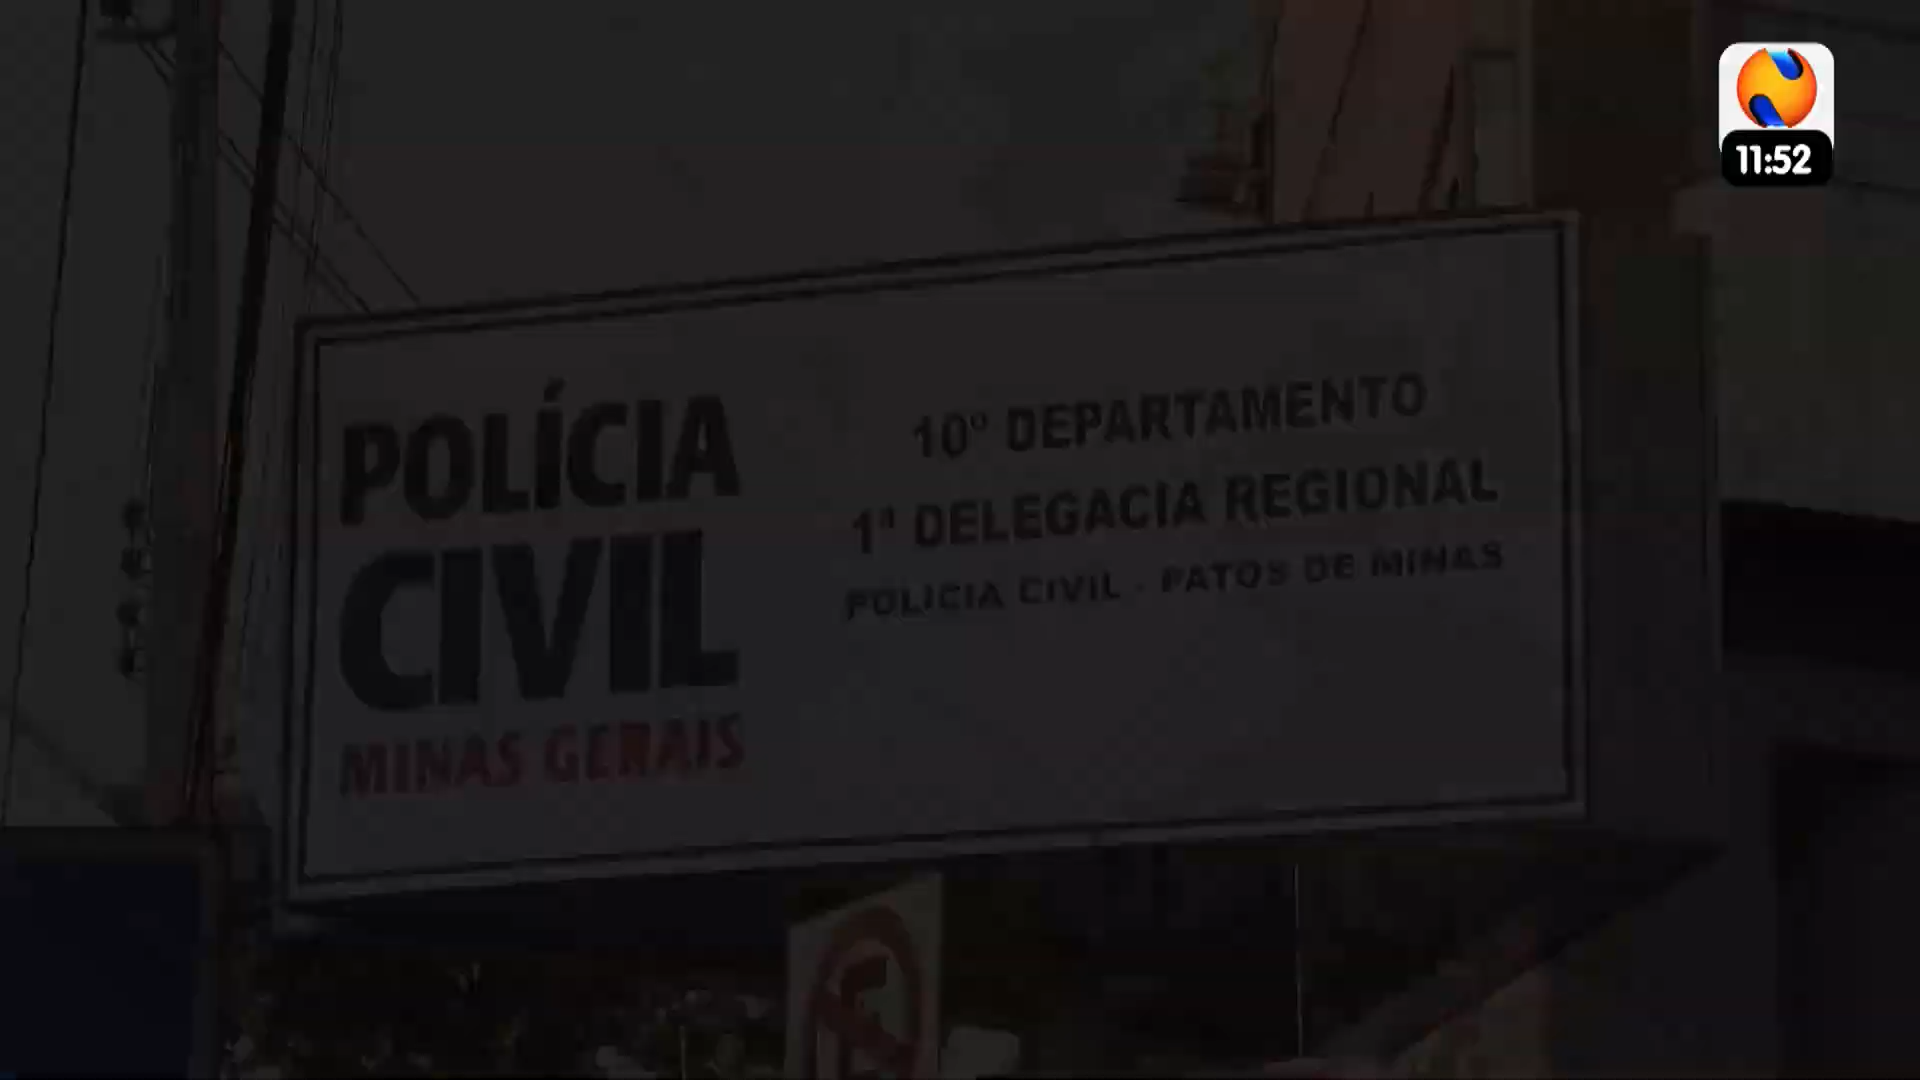 11:52
POLÍCIA
CIVIL
MINAS GERAIS
10º DEPARTAMENTO
1ª DELEGACIA REGIONAL
POLICIA CIVIL - PATOS DE MINAS